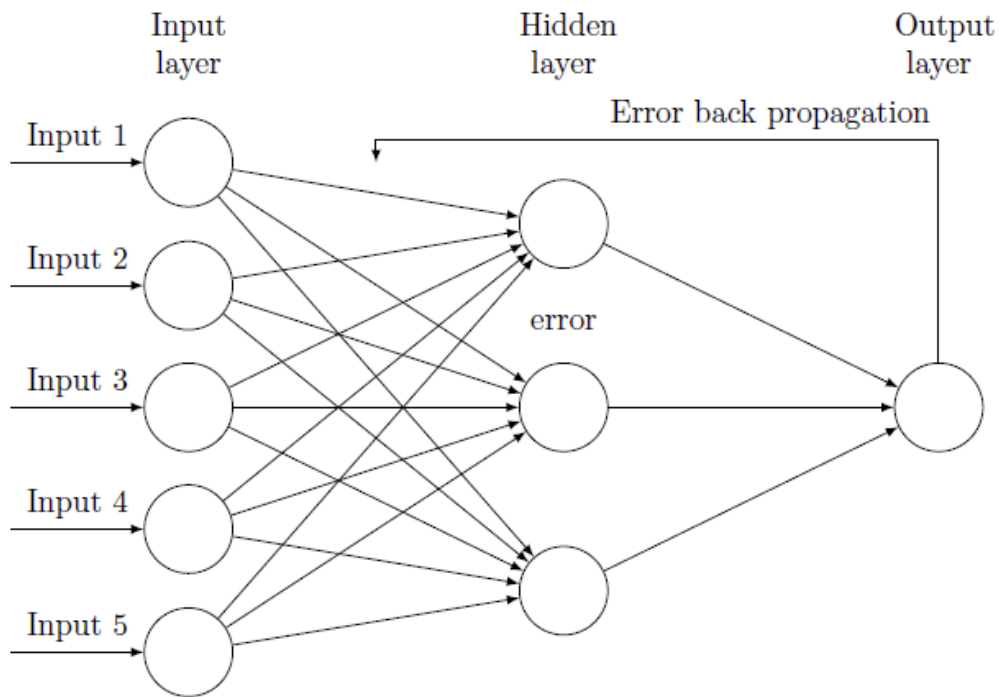 Input
layer
Hidden
layer
Output
layer
Error back propagation
Input 1
Input 2
error
Input 3
Input 4
Input 5